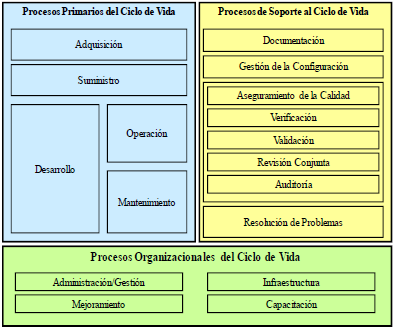 Procesos Primarios del Ciclo de Vida
Adquisición
Suministro
Desarrollo
Operación
Mantenimiento
Procesos de Soporte al Ciclo de Vida
Documentación
Gestión de la Configuración
Aseguramiento de la Calidad
Verificación
Validación
Revisión Conjunta
Auditoría
Resolución de Problemas
Procesos Organizacionales del Ciclo de Vida
Administración/Gestión
Infraestructura
Mejoramiento
Capacitación